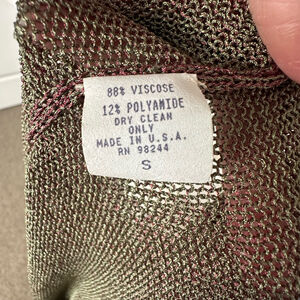 88% VISCOSE
12% POLYAMIDE
DRY CLEAN
ONLY
MADE IN U.S.A.
RN 98244
S